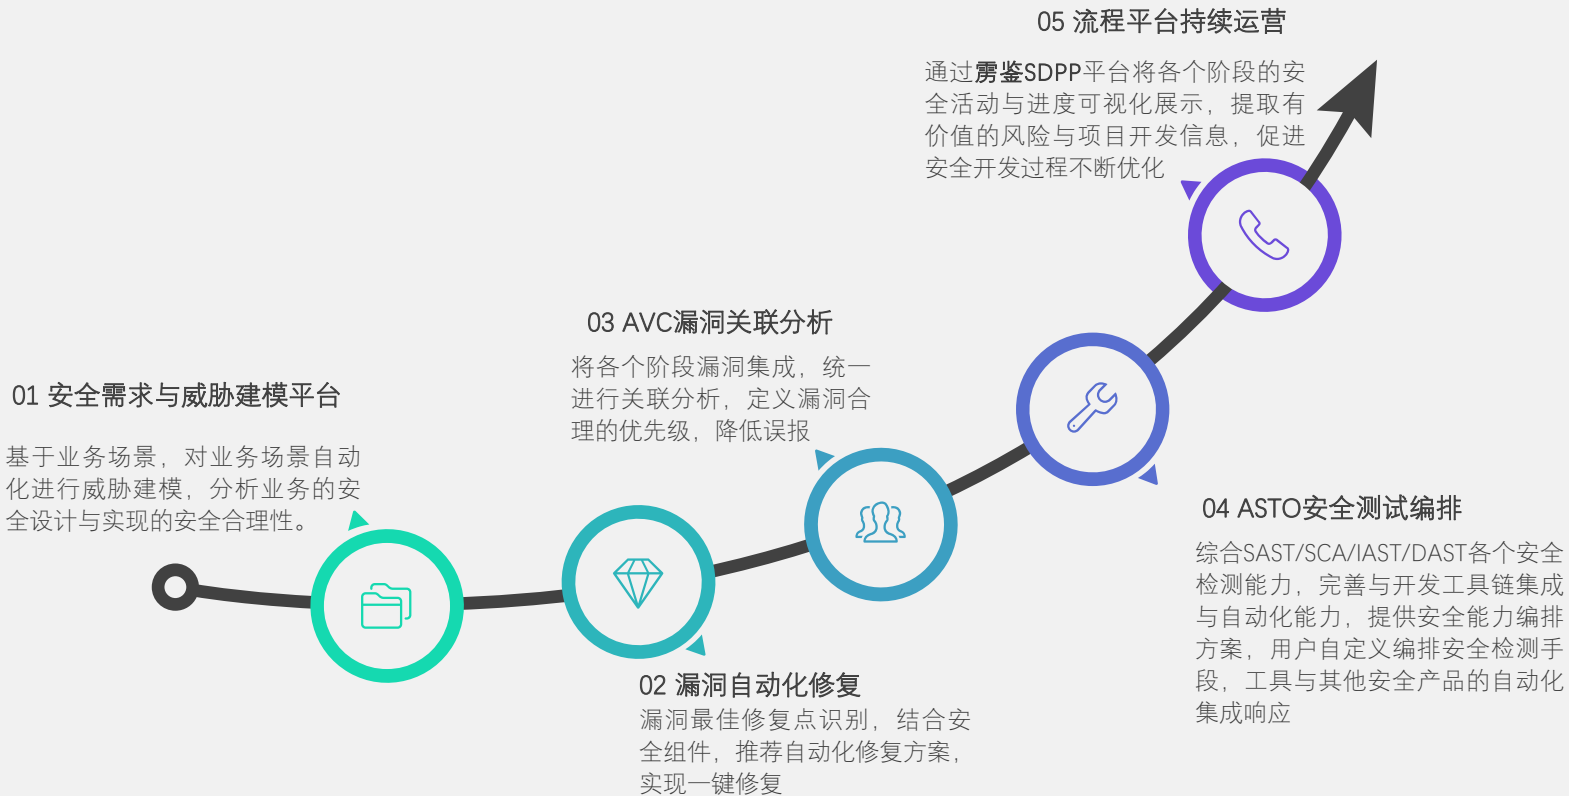 01 安全需求与威胁建模平台
基于业务场景，对业务场景自动
化进行威胁建模，分析业务的安
全设计与实现的安全合理性。
02 漏洞自动化修复
漏洞最佳修复点识别，结合安
全组件，推荐自动化修复方案，
实现一键修复
03 AVC漏洞关联分析
将各个阶段漏洞集成，统一
进行关联分析，定义漏洞合
理的优先级，降低误报
04 ASTO安全测试编排
综合SAST/SCA/IAST/DAST各个安全
检测能力，完善与开发工具链集成
与自动化能力，提供安全能力编排
方案，用户自定义编排安全检测手
段，工具与其他安全产品的自动化
集成响应
05 流程平台持续运营
通过雳鉴SDPP平台将各个阶段的安
全活动与进度可视化展示，提取有
价值的风险与项目开发信息，促进
安全开发过程不断优化